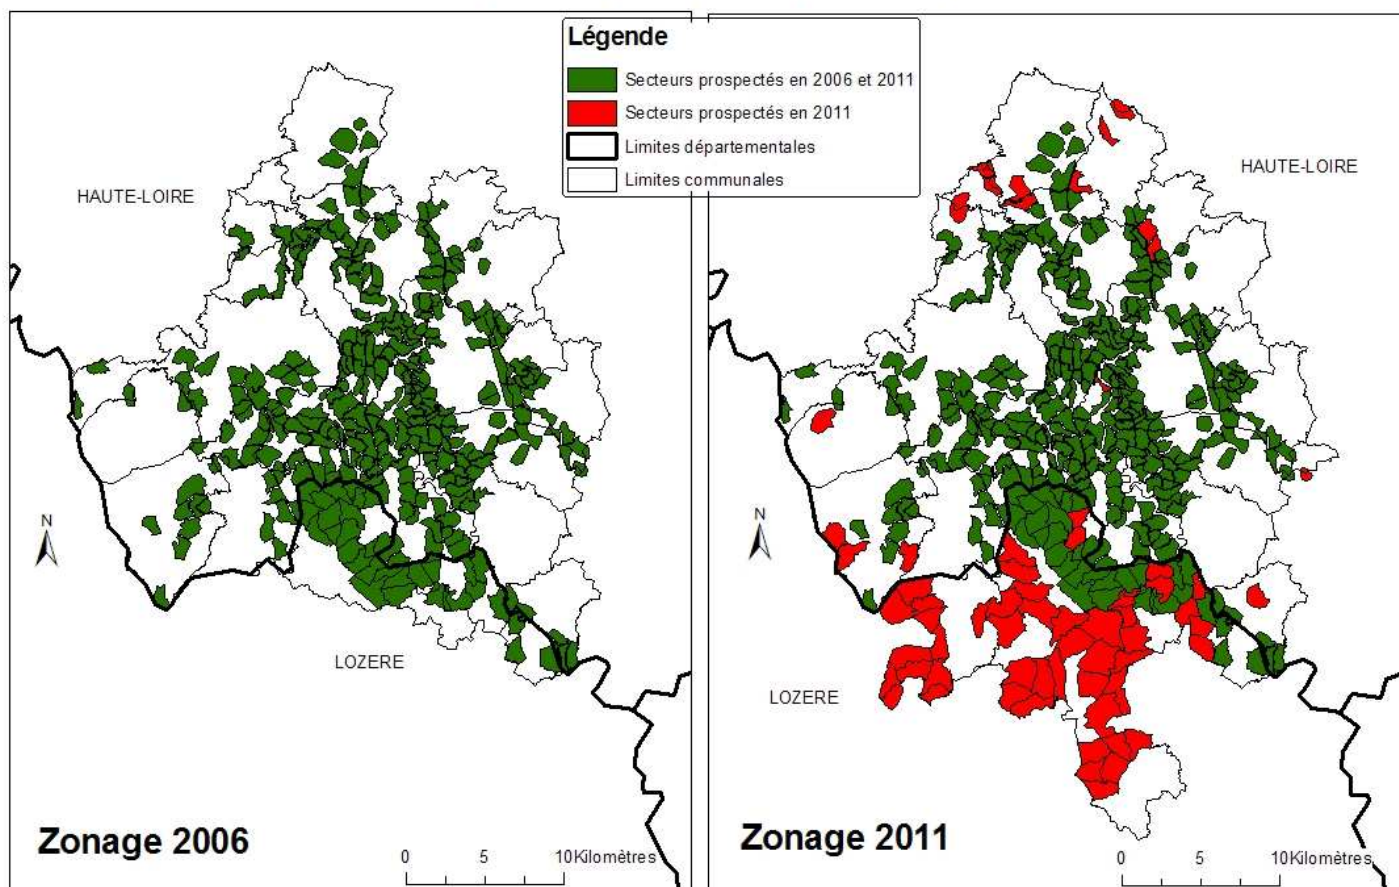 Légende
Secteurs prospectés en 2006 et 2011
Secteurs prospectés en 2011
Limites départementales
Limites communales
HAUTE-LOIRE
N
LOZERE
Zonage 2006
0 5 10Kilomètres
HAUTE-LOIRE
N
LOZERE
Zonage 2011
0 5 10Kilomètres